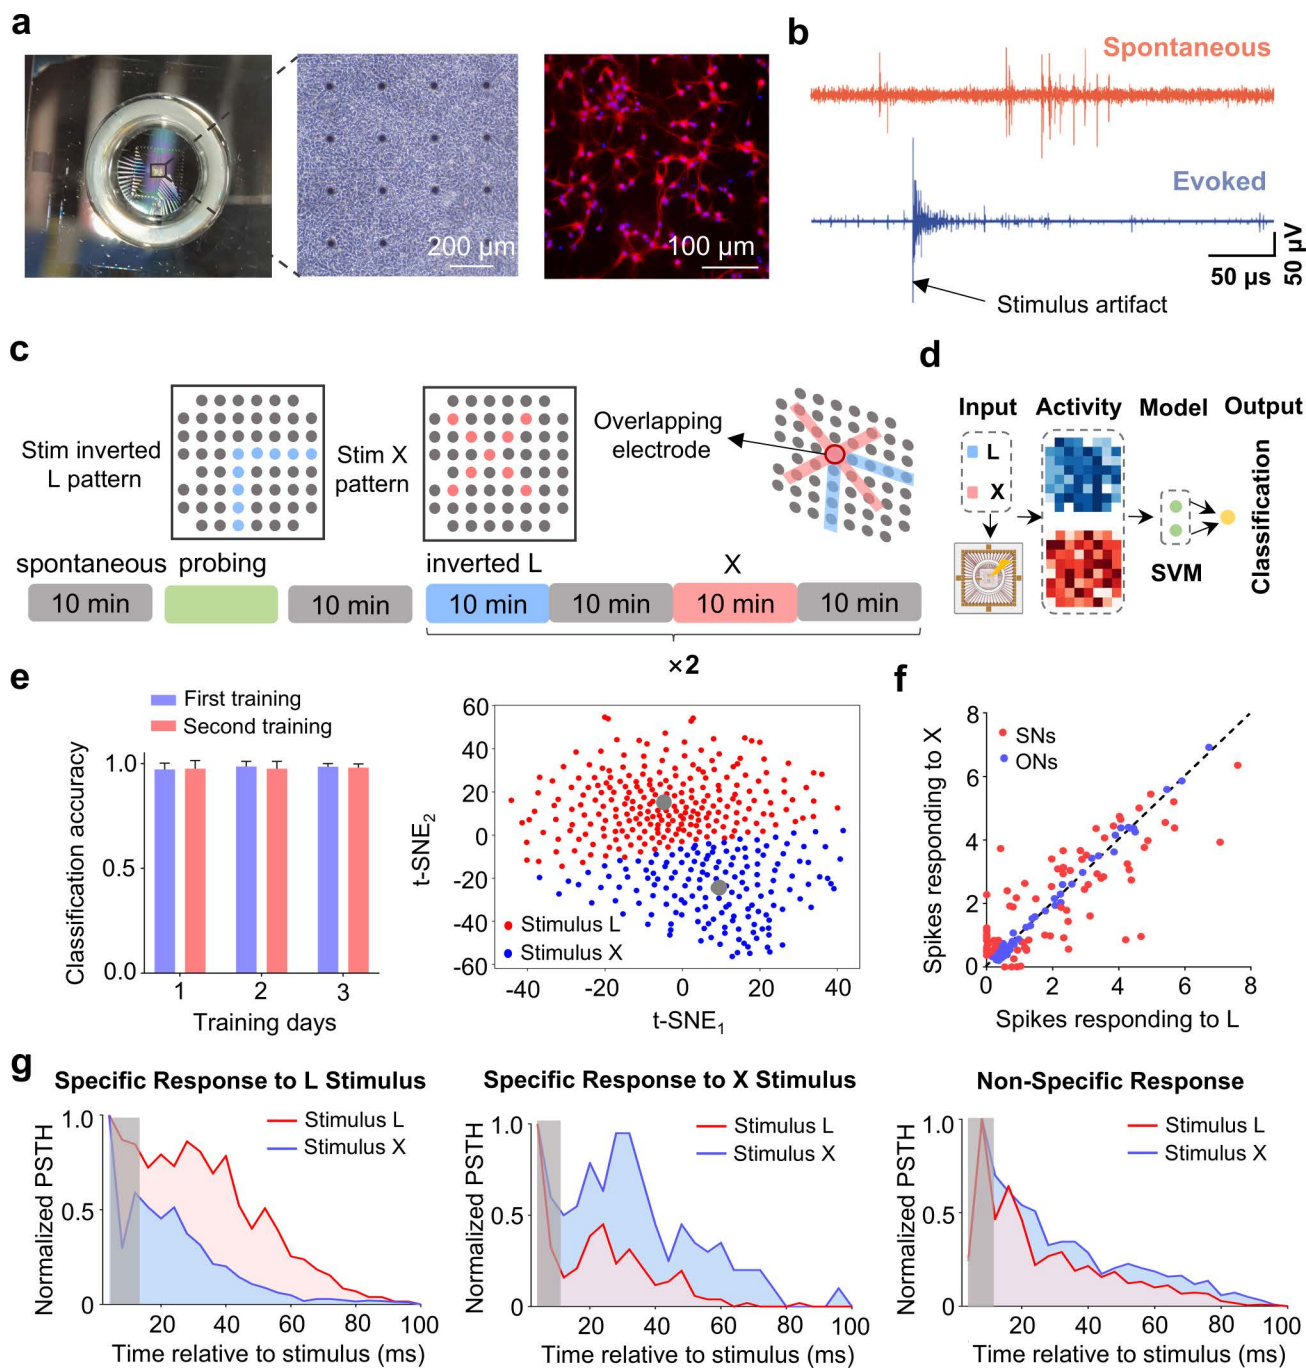 a
200 µm
100 µm
b
Spontaneous
Evoked
50 µs
50 µV
Stimulus artifact
c
Stim inverted
L pattern
Stim X
pattern
Overlapping
electrode
spontaneous
probing
inverted L
X
10 min
10 min
10 min
10 min
10 min
10 min
×2
d
Input
Activity
Model
Output
L
X
SVM
Classification
e
First training
Second training
Classification accuracy
1.0
0.5
0.0
1
2
3
Training days
t-SNE2
60
40
20
0
-20
-40
-60
Stimulus L
Stimulus X
-40
-20
0
20
40
t-SNE1
f
Spikes responding to X
8
6
4
2
0
SNs
ONs
0
2
4
6
8
Spikes responding to L
g
Specific Response to L Stimulus
Normalized PSTH
1.0
0.5
0
Stimulus L
Stimulus X
20
40
60
80
100
Time relative to stimulus (ms)
Specific Response to X Stimulus
Normalized PSTH
1.0
0.5
0
Stimulus L
Stimulus X
20
40
60
80
100
Time relative to stimulus (ms)
Non-Specific Response
Normalized PSTH
1.0
0.5
0
Stimulus L
Stimulus X
20
40
60
80
100
Time relative to stimulus (ms)